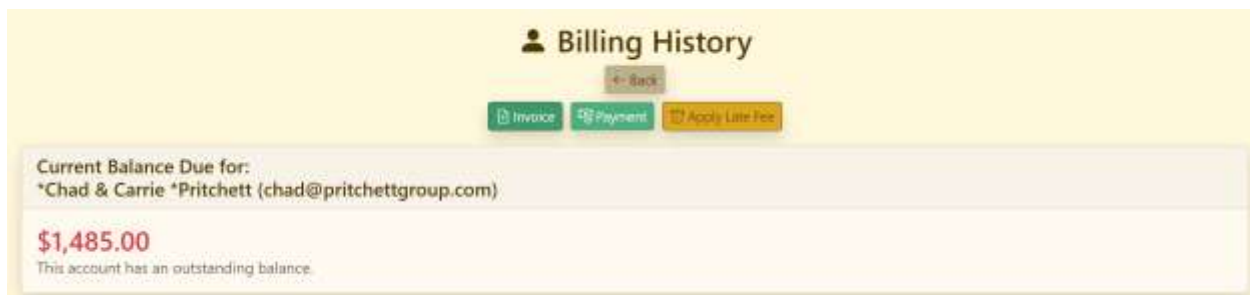 Billing History
← Back
Invoice Payment Apply Late Fee
Current Balance Due for:
*Chad & Carrie *Pritchett (chad@pritchettgroup.com)
$1,485.00
This account has an outstanding balance.